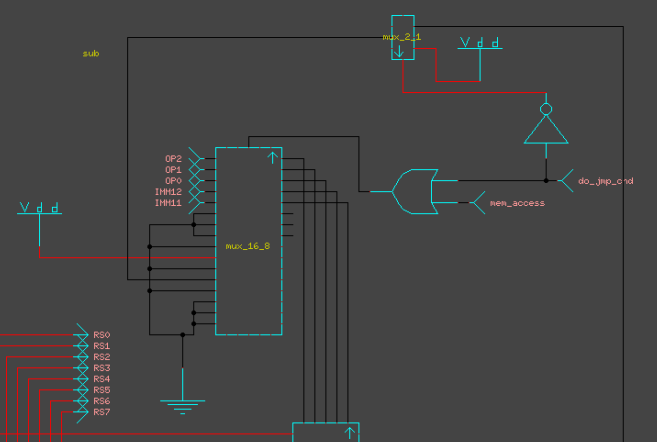 mux_2_1
Vdd
sub
OP2
OP1
OP0
IMM12
IMM11
do_jmp_cnd
mem_access
Vdd
mux_16_8
RS0
RS1
RS2
RS3
RS4
RS5
RS6
RS7